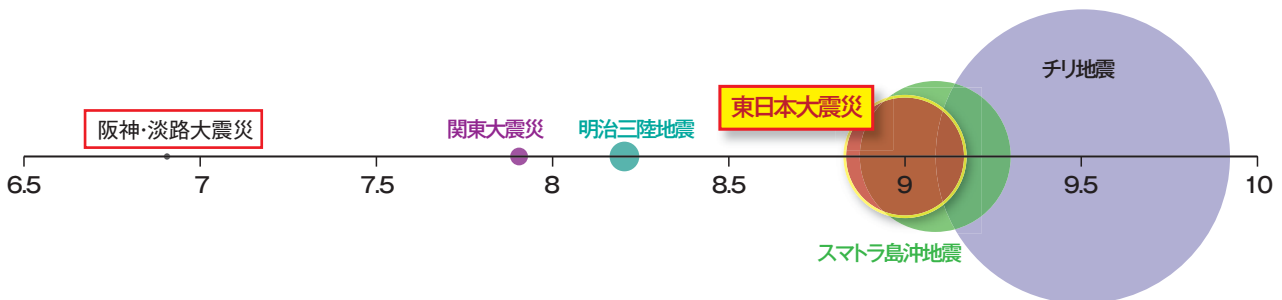 チリ地震
東日本大震災
阪神・淡路大震災
関東大震災
明治三陸地震
6.5
7
7.5
8
8.5
9
9.5
10
スマトラ島沖地震